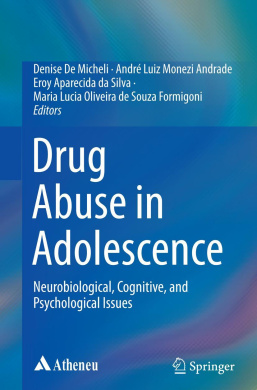 Denise De Micheli · André Luiz Monezi Andrade
Eroy Aparecida da Silva ·
Maria Lucia Oliveira de Souza Formigoni
Editors
Drug
Abuse in
Adolescence
Neurobiological, Cognitive, and
Psychological Issues
Atheneu
Springer